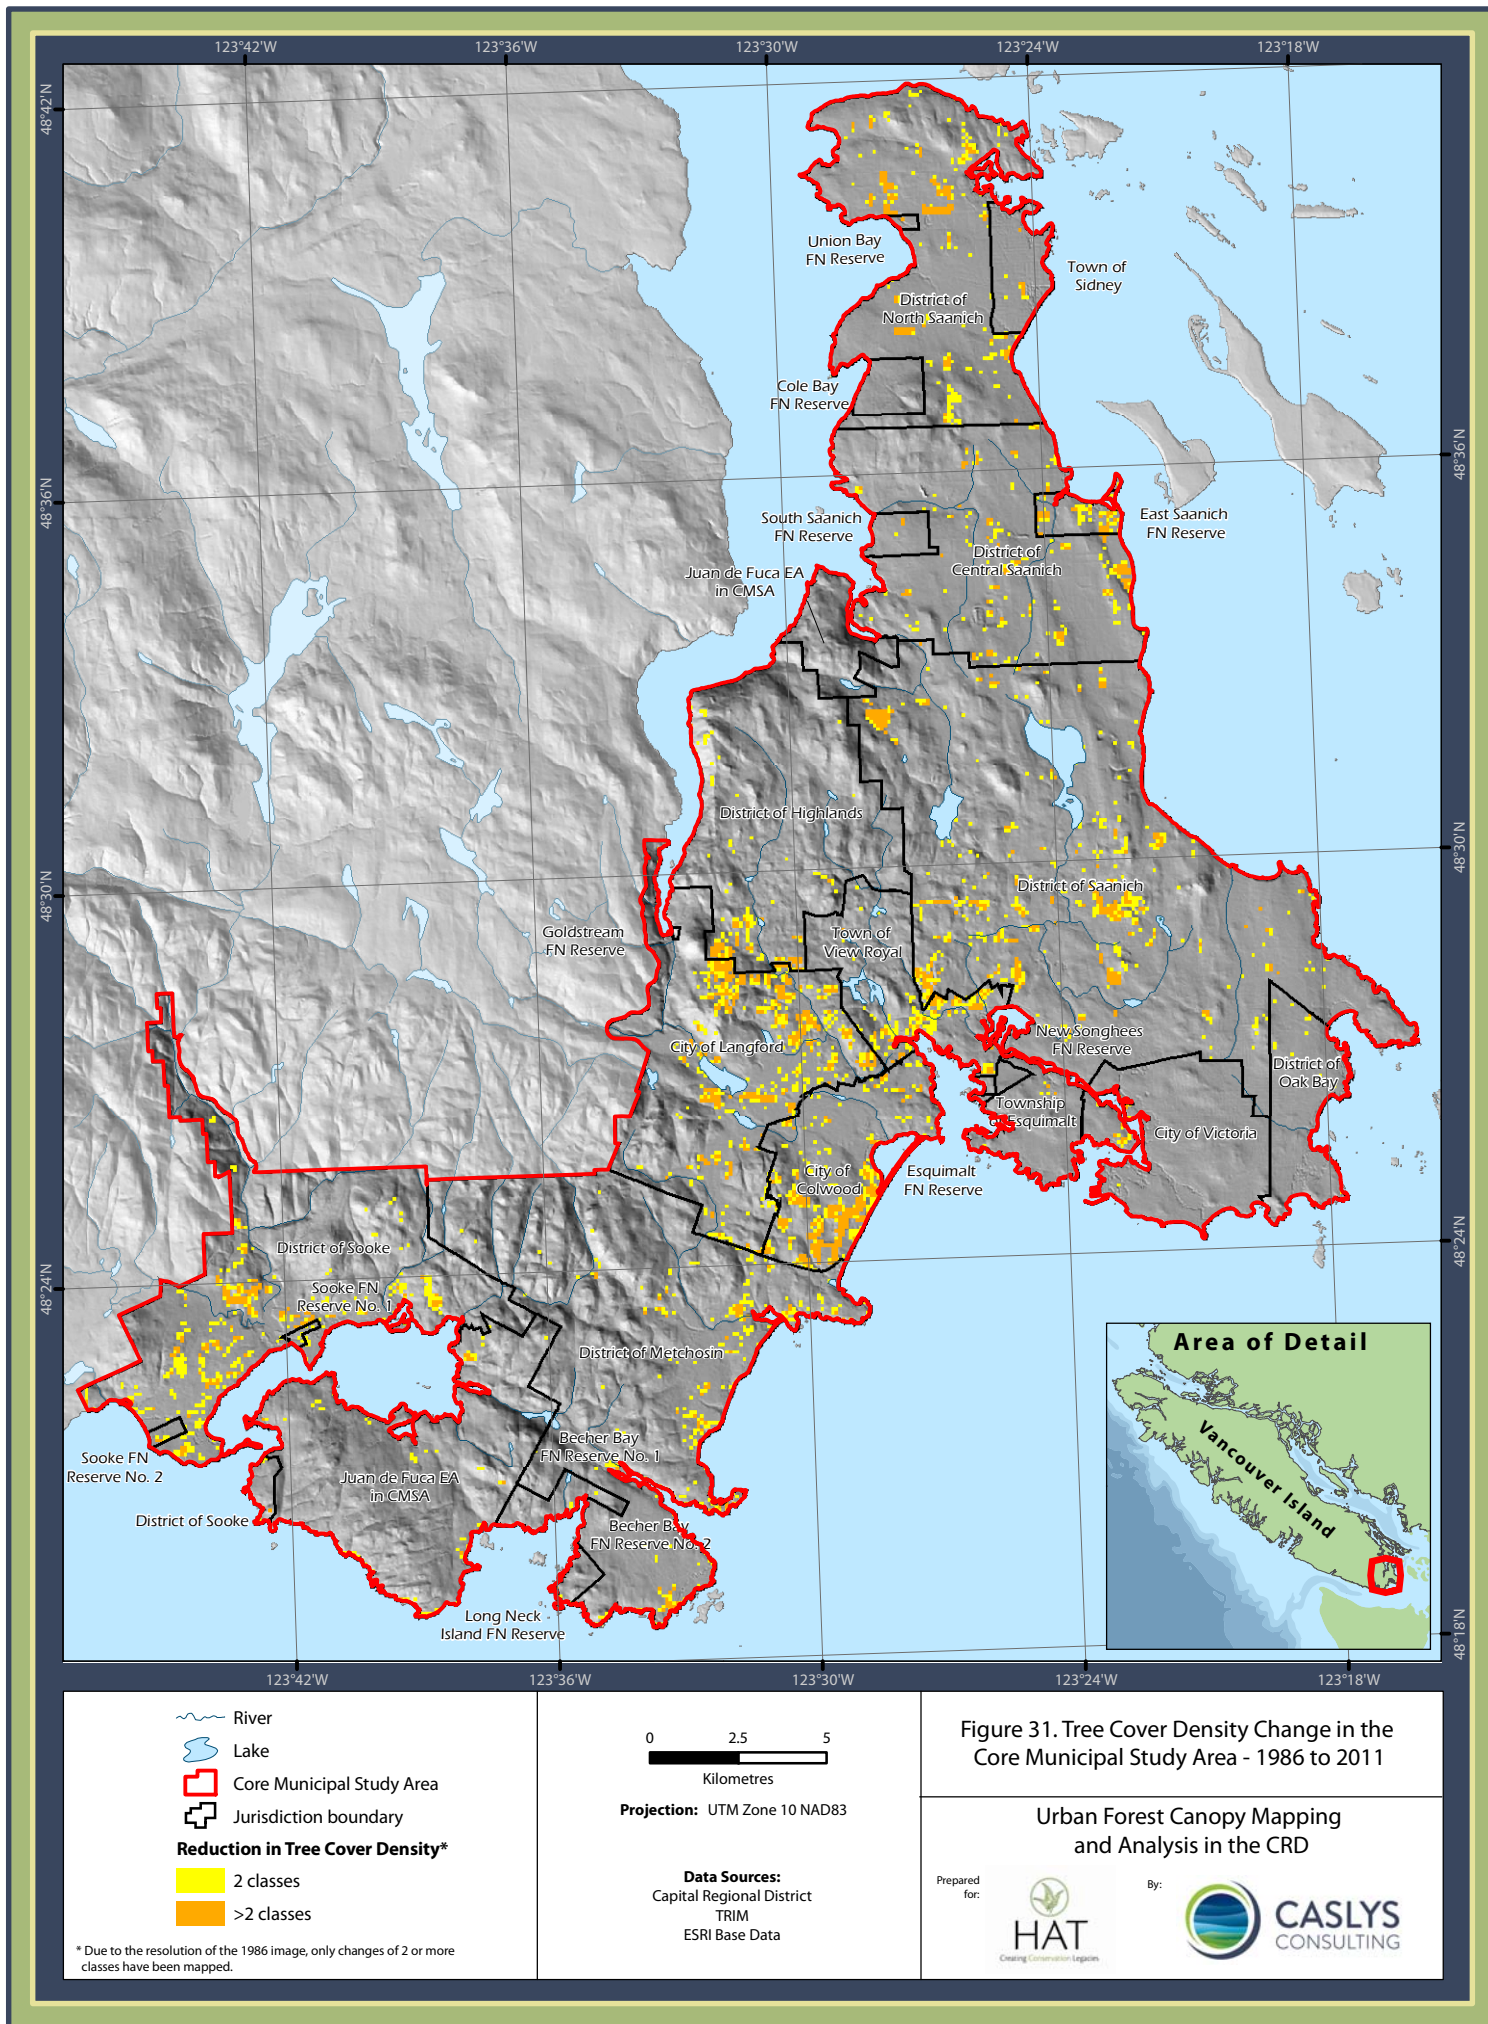 123°42'W
123°36'W
123°30'W
123°24'W
123°18'W
48°42'N
48°36'N
48°30'N
48°24'N
48°36'N
48°30'N
48°24'N
48°18'N
Union Bay
FN Reserve
Town of
Sidney
District of
North Saanich
Cole Bay
FN Reserve
South Saanich
FN Reserve
East Saanich
FN Reserve
District of
Central Saanich
Juan de Fuca EA
in CMSA
District of Highlands
District of Saanich
Goldstream
FN Reserve
Town of
View Royal
City of Langford
New Songhees
FN Reserve
District of
Oak Bay
Township
of Esquimalt
City of Victoria
City of
Colwood
Esquimalt
FN Reserve
District of Sooke
Sooke FN
Reserve No. 1
District of Metchosin
Sooke FN
Reserve No. 2
Becher Bay
FN Reserve No. 1
Juan de Fuca EA
in CMSA
District of Sooke
Becher Bay
FN Reserve No. 2
Long Neck
Island FN Reserve
Area of Detail
Vancouver Island
123°42'W
123°36'W
123°30'W
123°24'W
123°18'W
River
Lake
Core Municipal Study Area
Jurisdiction boundary
Reduction in Tree Cover Density*
2 classes
>2 classes
* Due to the resolution of the 1986 image, only changes of 2 or more
classes have been mapped.
0 2.5 5
Kilometres
Projection: UTM Zone 10 NAD83
Data Sources:
Capital Regional District
TRIM
ESRI Base Data
Figure 31. Tree Cover Density Change in the
Core Municipal Study Area - 1986 to 2011
Urban Forest Canopy Mapping
and Analysis in the CRD
Prepared
for:
HAT
Creating Conservation Legacies
By:
CASLYS
CONSULTING